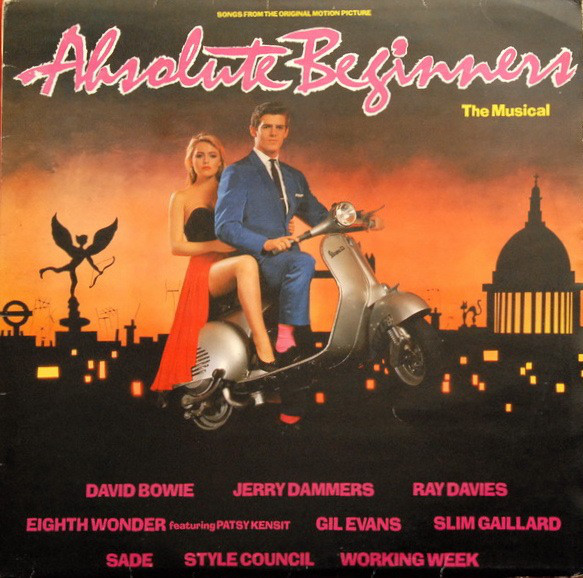 SONGS FROM THE ORIGINAL MOTION PICTURE
Absolute Beginners
The Musical
DAVID BOWIE JERRY DAMMERS RAY DAVIES
EIGHTH WONDER featuring PATSY KENSIT GIL EVANS SLIM GAILLARD
SADE STYLE COUNCIL WORKING WEEK